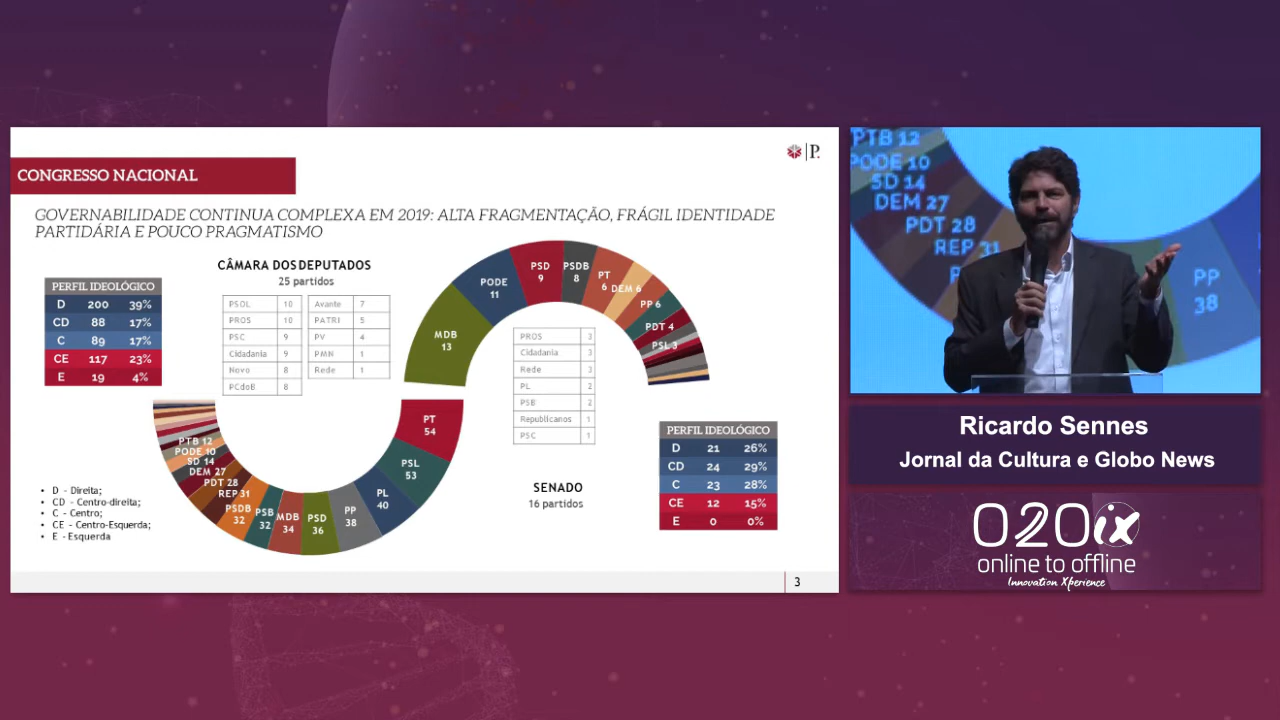 CONGRESSO NACIONAL
P.
GOVERNABILIDADE CONTINUA COMPLEXA EM 2019: ALTA FRAGMENTAÇÃO, FRÁGIL IDENTIDADE
PARTIDÁRIA E POUCO PRAGMATISMO
PERFIL IDEOLÓGICO
D 200 39%
CD 88 17%
C 89 17%
CE 117 23%
E 19 4%
CÂMARA DOS DEPUTADOS
25 partidos
PSOL 10 Avante 7
PROS 10 PATRI 5
PSC 9 PV 4
Cidadania 9 PMN 1
Novo 8 Rede 1
PCdoB 8
PTB 12
PODE 10
SD 14
DEM 27
PDT 28
REP 31
PSDB
32
PSB
32
MDB
34
PSD
36
PP
38
PL
40
PSL
53
PT
54
MDB
13
PODE
11
PSD
9
PSDB
8
PT
6
DEM 6
PP 6
PDT 4
PSL 3
PROS 3
Cidadania 3
Rede 3
PL 2
PSB 2
Republicanos 1
PSC 1
SENADO
16 partidos
PERFIL IDEOLÓGICO
D 21 26%
CD 24 29%
C 23 28%
CE 12 15%
E 0 0%
• D - Direita;
• CD - Centro-direita;
• C - Centro;
• CE - Centro-Esquerda;
• E - Esquerda
3
PTB 12
PODE 10
SD 14
DEM 27
PDT 28
REP 31
P
PP
38
Ricardo Sennes
Jornal da Cultura e Globo News
O2Oix
online to offline
Innovation Xperience